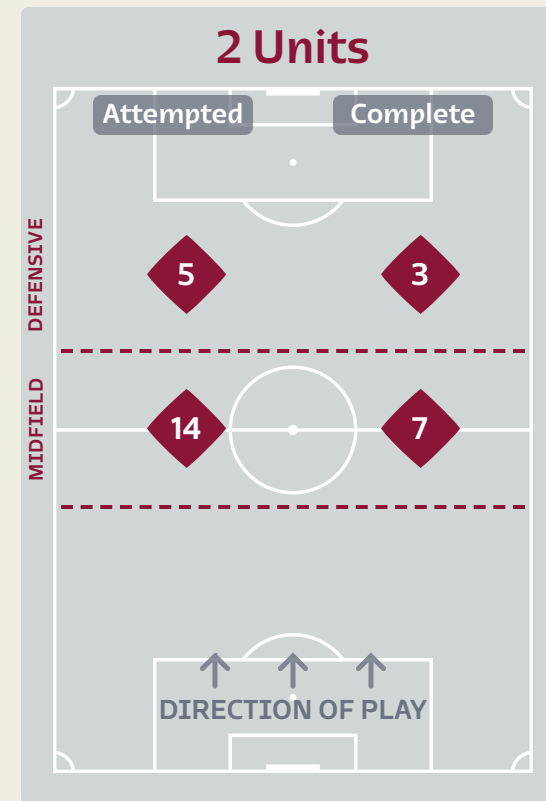 2 Units
Attempted
Complete
DEFENSIVE
5
3
MIDFIELD
14
7
DIRECTION OF PLAY